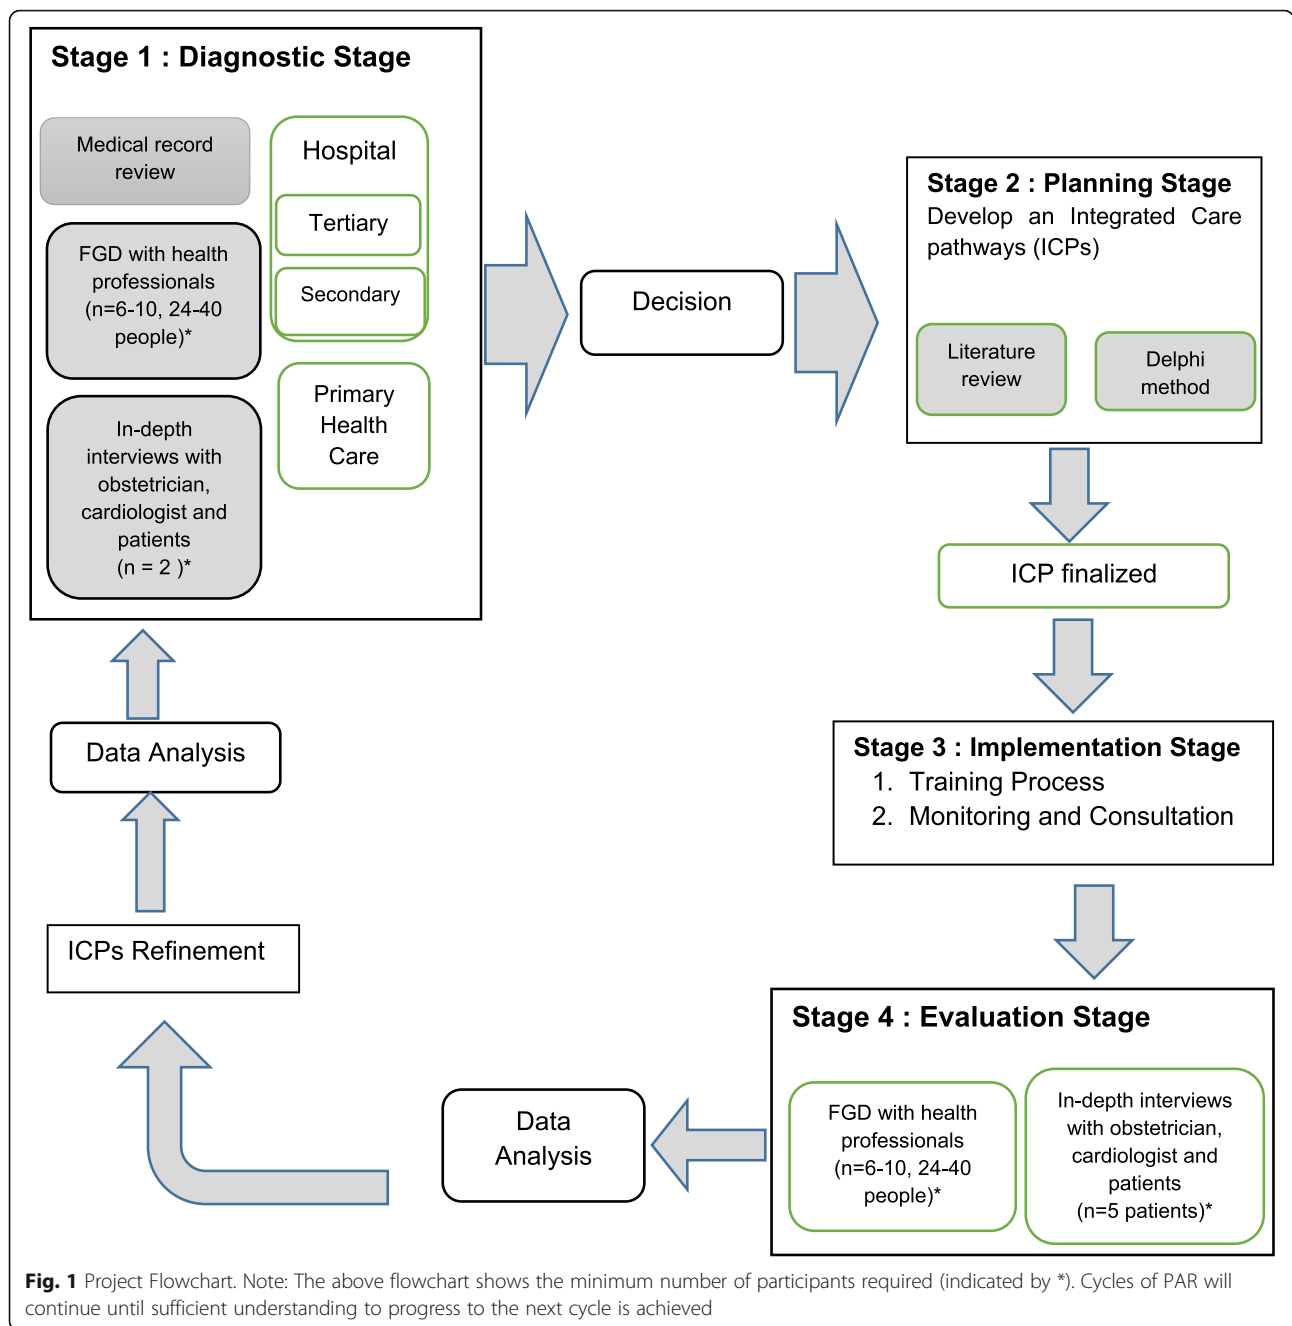 Stage 1 : Diagnostic Stage
Medical record
review
FGD with health
professionals
(n=6-10, 24-40
people)*
In-depth
interviews with
obstetrician,
cardiologist and
patients
(n = 2 )*
Hospital
Tertiary
Secondary
Primary
Health
Care
Decision
Stage 2 : Planning Stage
Develop an Integrated Care
pathways (ICPs)
Literature
review
Delphi
method
ICP finalized
Stage 3 : Implementation Stage
1. Training Process
2. Monitoring and Consultation
Stage 4 : Evaluation Stage
FGD with health
professionals
(n=6-10, 24-40
people)*
In-depth interviews
with obstetrician,
cardiologist and
patients
(n=5 patients)*
Data
Analysis
ICPs Refinement
Data Analysis
Fig. 1 Project Flowchart. Note: The above flowchart shows the minimum number of participants required (indicated by *). Cycles of PAR will
continue until sufficient understanding to progress to the next cycle is achieved